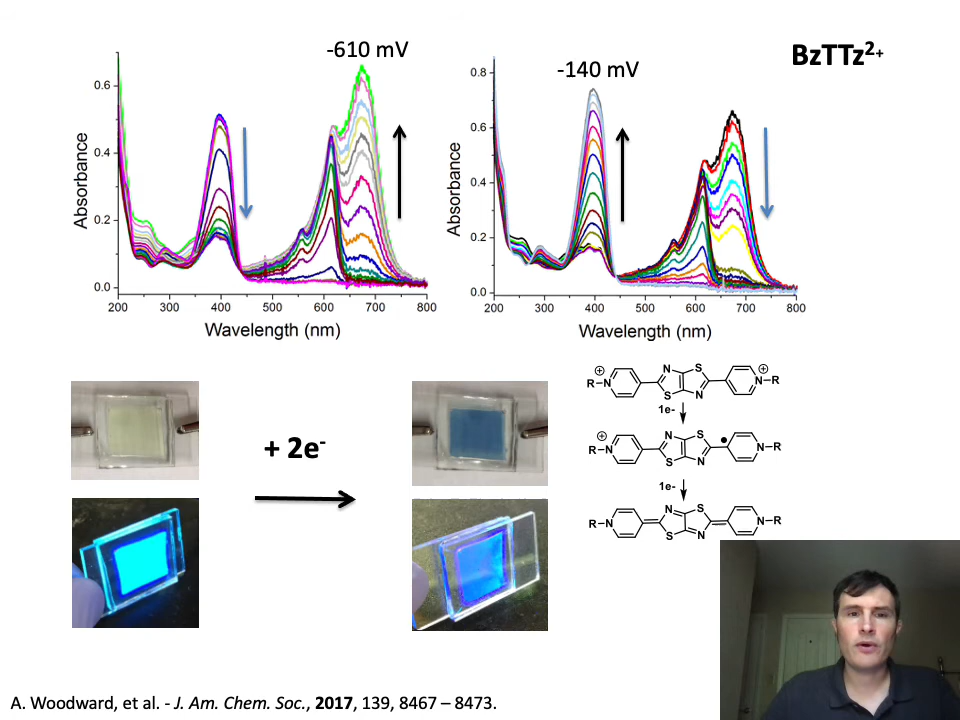 BzTTz2+
-610 mV
-140 mV
Absorbance
0.6
0.4
0.2
0.0
200 300 400 500 600 700 800
Wavelength (nm)
Absorbance
0.8
0.6
0.4
0.2
0.0
200 300 400 500 600 700 800
Wavelength (nm)
+ 2e-
R-N + N S S N N-R +
1e-
R-N + N S S N N-R
1e-
R-N N S S N N-R
A. Woodward, et al. - J. Am. Chem. Soc., 2017, 139, 8467 – 8473.